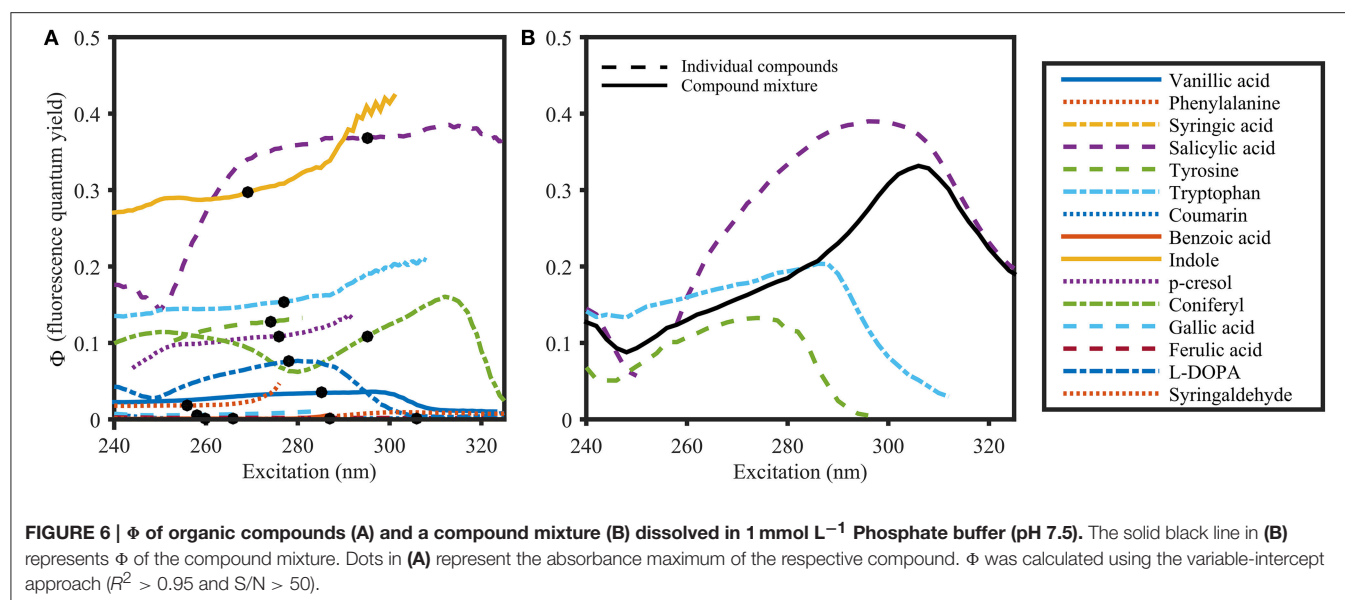 A
B
0.5
0.4
0.3
0.2
0.1
0
Φ (fluorescence quantum yield)
240 260 280 300 320
Excitation (nm)
0.5
0.4
0.3
0.2
0.1
0
Individual compounds
Compound mixture
240 260 280 300 320
Excitation (nm)
Vanillic acid
Phenylalanine
Syringic acid
Salicylic acid
Tyrosine
Tryptophan
Coumarin
Benzoic acid
Indole
p-cresol
Coniferyl
Gallic acid
Ferulic acid
L-DOPA
Syringaldehyde
FIGURE 6 | Φ of organic compounds (A) and a compound mixture (B) dissolved in 1 mmol L⁻¹ Phosphate buffer (pH 7.5). The solid black line in (B)
represents Φ of the compound mixture. Dots in (A) represent the absorbance maximum of the respective compound. Φ was calculated using the variable-intercept
approach (R² > 0.95 and S/N > 50).